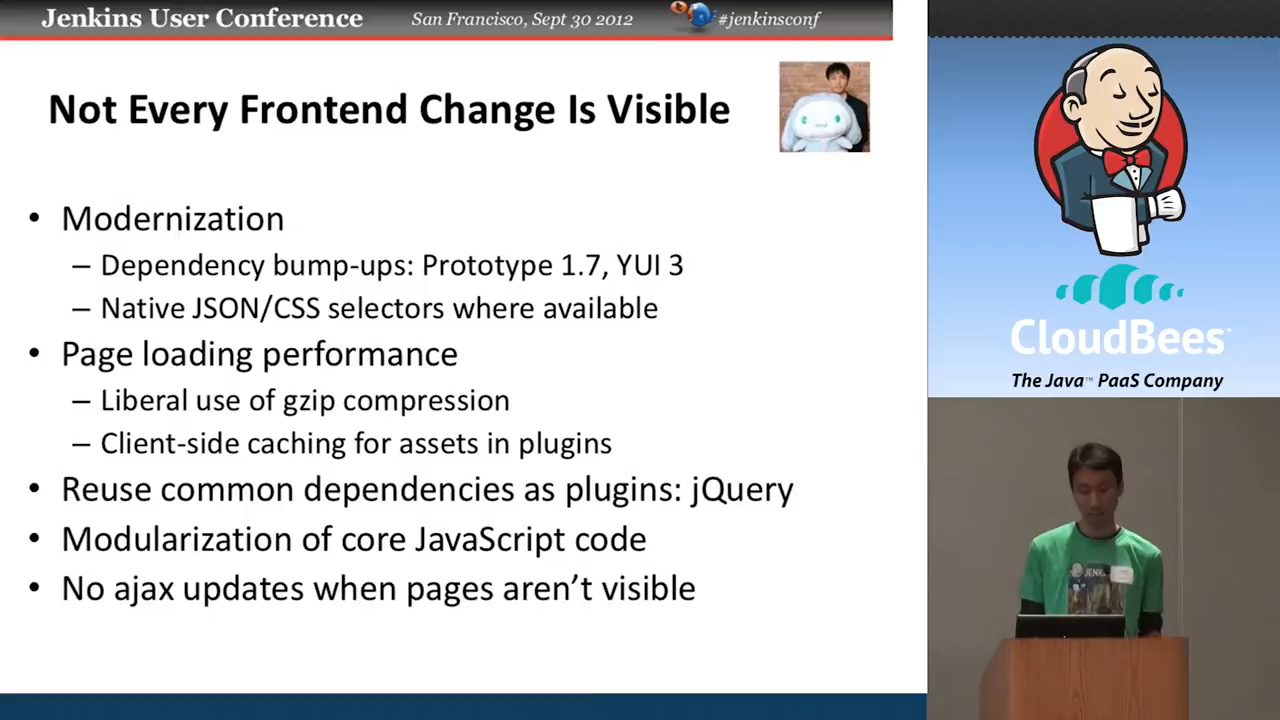 Jenkins User Conference San Francisco, Sept 30 2012 #jenkinsconf
Not Every Frontend Change Is Visible
• Modernization
– Dependency bump-ups: Prototype 1.7, YUI 3
– Native JSON/CSS selectors where available
• Page loading performance
– Liberal use of gzip compression
– Client-side caching for assets in plugins
• Reuse common dependencies as plugins: jQuery
• Modularization of core JavaScript code
• No ajax updates when pages aren’t visible
CloudBees
The Java™ PaaS Company